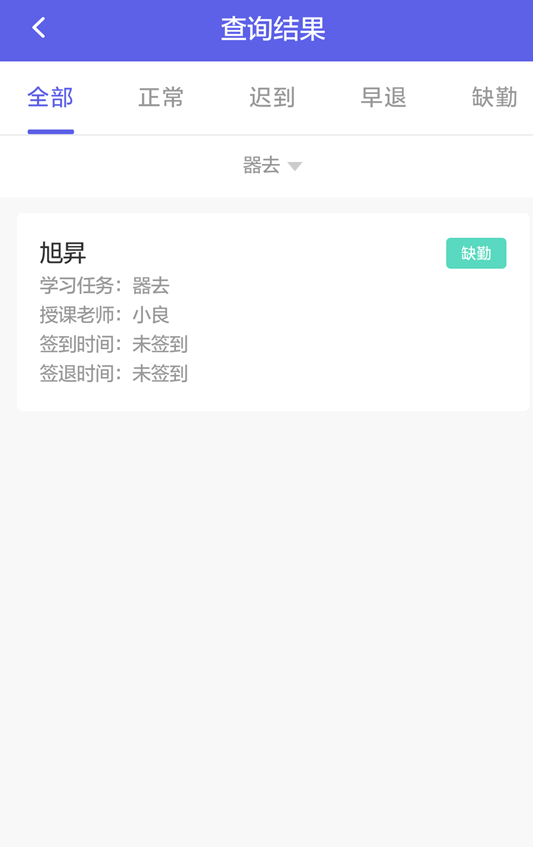 查询结果
全部 正常 迟到 早退 缺勤
器去
旭昇 缺勤
学习任务：器去
授课老师：小良
签到时间：未签到
签退时间：未签到